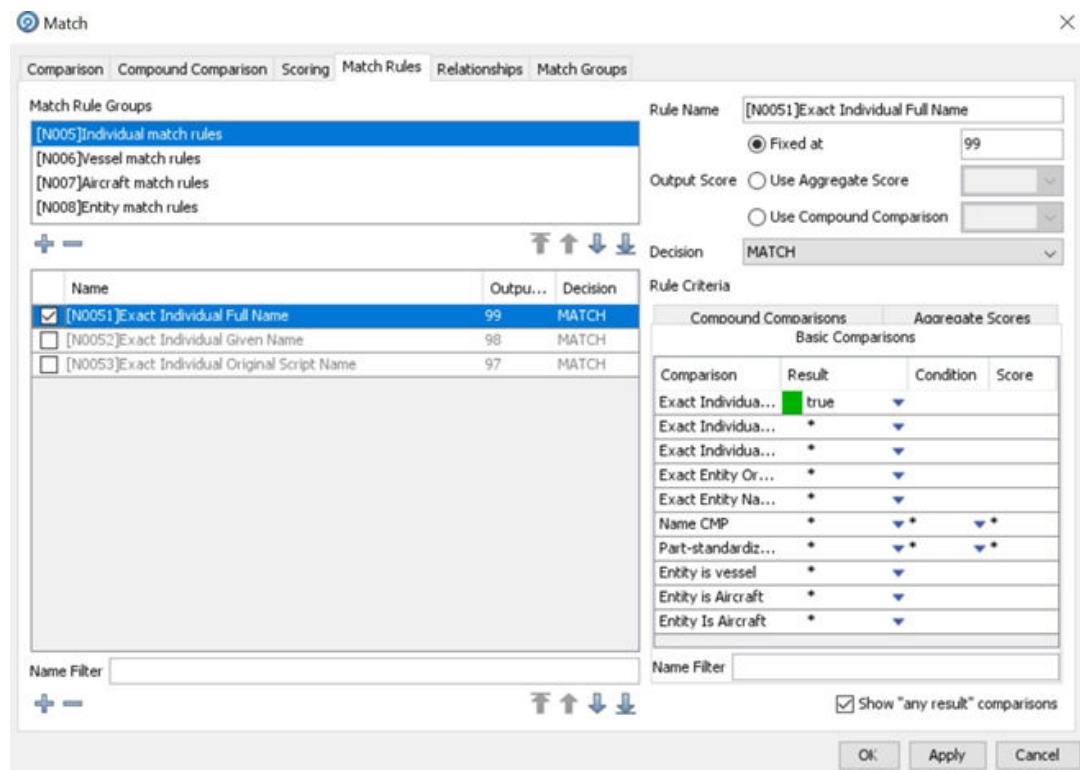 Match
Comparison Compound Comparison Scoring Match Rules Relationships Match Groups
Match Rule Groups
[N005]Individual match rules
[N006]Vessel match rules
[N007]Aircraft match rules
[N008]Entity match rules
Rule Name [N0051]Exact Individual Full Name
Fixed at 99
Output Score Use Aggregate Score
Use Compound Comparison
Decision MATCH
Name Outpu... Decision
[N0051]Exact Individual Full Name 99 MATCH
[N0052]Exact Individual Given Name 98 MATCH
[N0053]Exact Individual Original Script Name 97 MATCH
Name Filter
Rule Criteria
Compound Comparisons Aggregate Scores
Basic Comparisons
Comparison Result Condition Score
Exact Individua... true
Exact Individua... *
Exact Individua... *
Exact Entity Or... *
Exact Entity Na... *
Name CMP * * *
Part-standardiz... * * *
Entity is vessel *
Entity is Aircraft *
Entity Is Aircraft *
Name Filter
Show "any result" comparisons
OK Apply Cancel